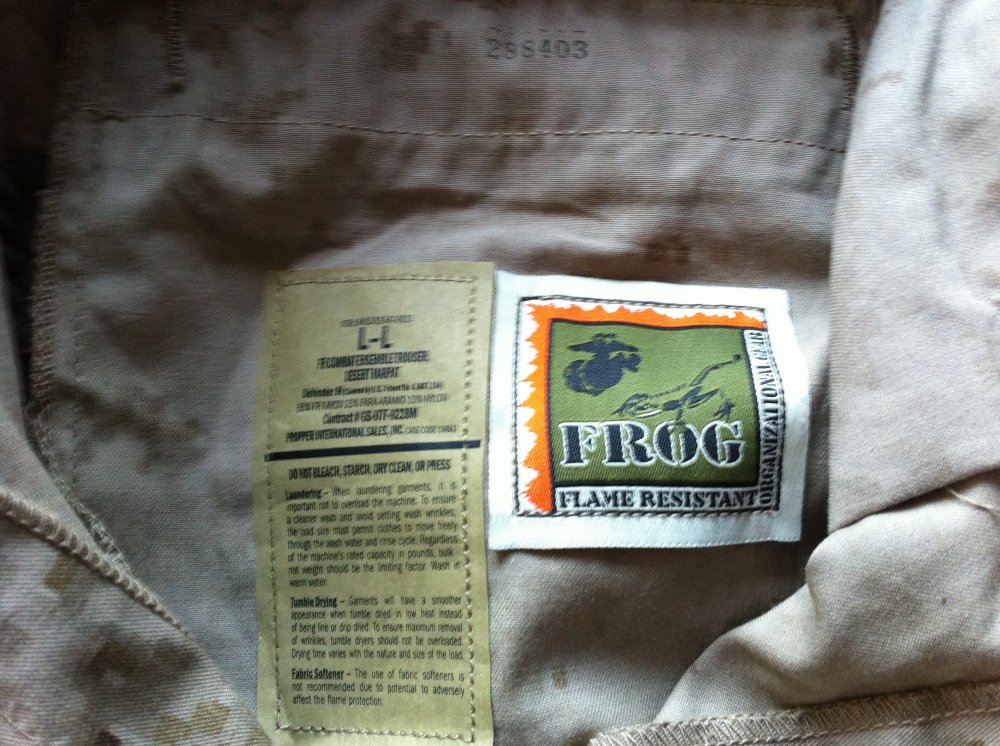 288403
L-L
FR COMBAT ENSEMBLE TROUSER,
DESERT MARPAT
Defender M
65% FR RAYON 25% PARA-ARAMID 10% NYLON
Contract # GS-07F-0228M
PROPPER INTERNATIONAL SALES, INC. CAGE CODE
DO NOT BLEACH, STARCH, DRY CLEAN, OR PRESS
Laundering – When laundering garments, it is
important not to overload the machine. To ensure
a cleaner wash and avoid setting wash wrinkles,
the load size must permit clothes to move freely
through the wash water and rinse cycle. Regardless
of the machine's rated capacity in pounds, bulk
not weight should be the limiting factor. Wash in
warm water.
Tumble Drying – Garments will have a smoother
appearance when tumble dried in low heat instead
of being line or drip dried. To ensure maximum removal
of wrinkles, tumble dryers should not be overloaded.
Drying time varies with the nature and size of the load.
Fabric Softener – The use of fabric softeners is
not recommended due to potential to adversely
affect the flame protection.
FROG
FLAME RESISTANT
ORGANIZATIONAL GEAR